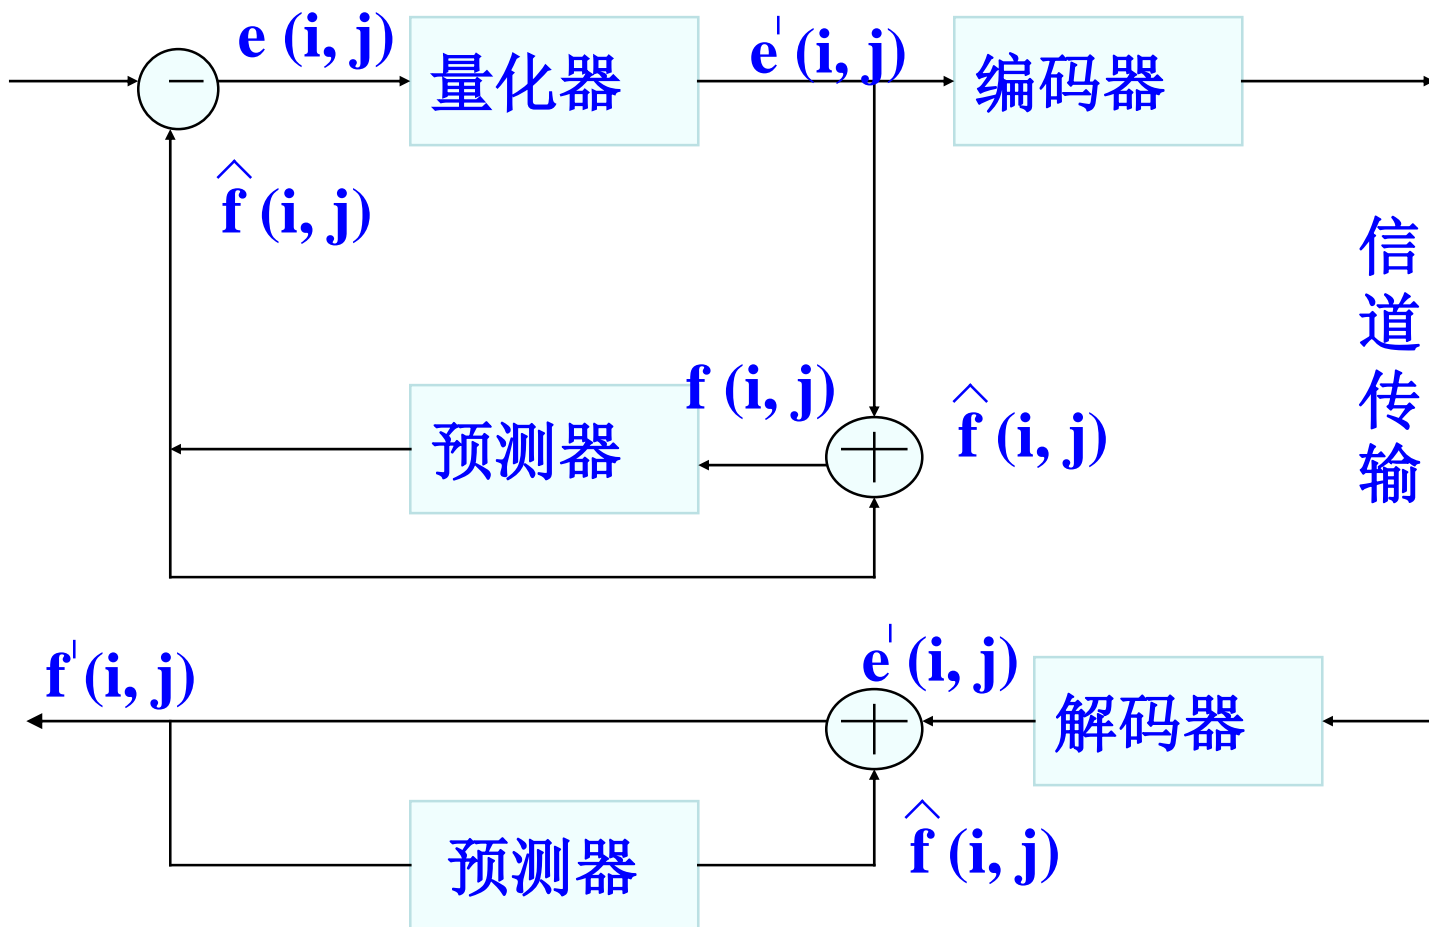 e (i, j)
量化器
e' (i, j)
编码器
f̂ (i, j)
信道传输
预测器
f (i, j)
f̂ (i, j)
f' (i, j)
e' (i, j)
解码器
预测器
f̂ (i, j)